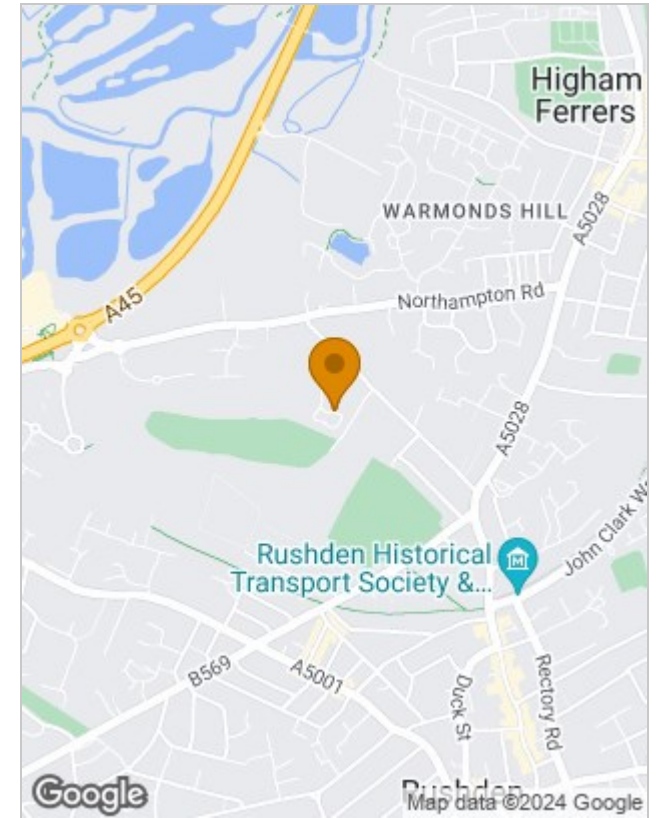 Higham
Ferrers
WARMONDS HILL
A5028
Northampton Rd
A45
A5028
John Clark W
Rushden Historical
Transport Society &...
B569
A5001
Duck St
Rectory Rd
Rushden
Google
Map data ©2024 Google